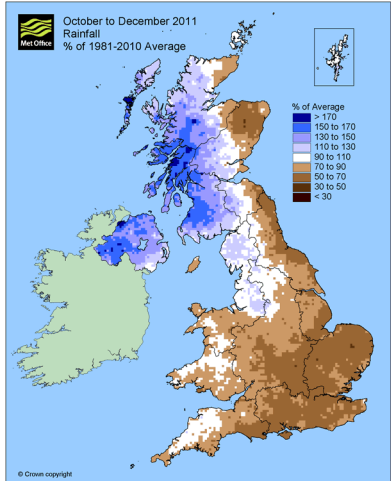 Met Office
October to December 2011
Rainfall
% of 1981-2010 Average
% of Average
> 170
150 to 170
130 to 150
110 to 130
90 to 110
70 to 90
50 to 70
30 to 50
< 30
© Crown copyright